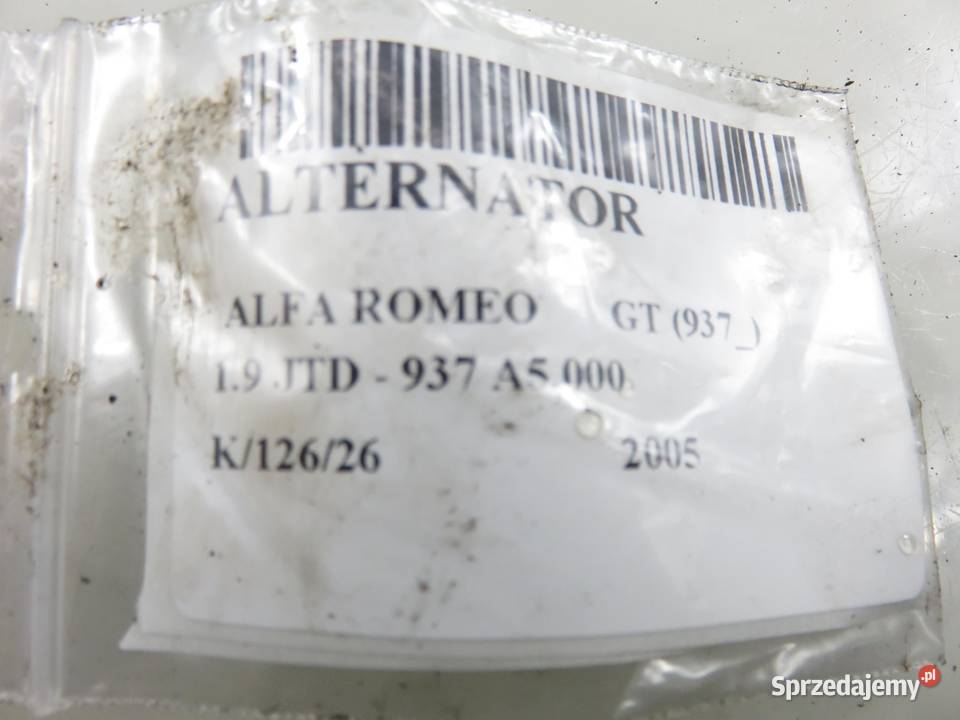 ALTERNATOR
ALFA ROMEO GT (937_)
1.9 JTD - 937 A5.000.
K/126/26 2005
Sprzedajemy.pl